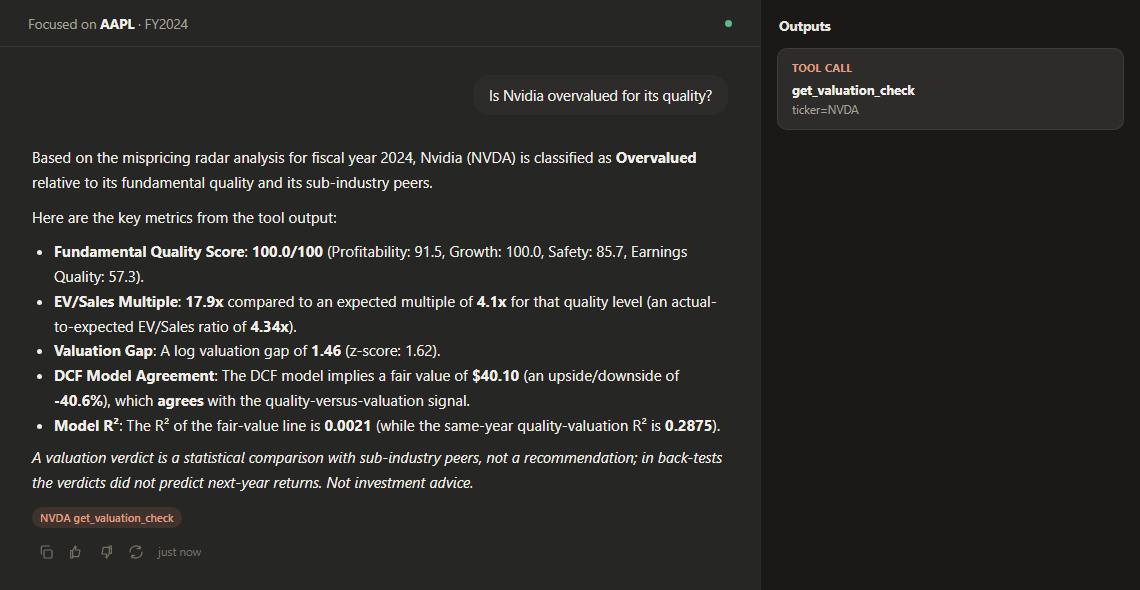 Focused on AAPL · FY2024
Is Nvidia overvalued for its quality?
Based on the mispricing radar analysis for fiscal year 2024, Nvidia (NVDA) is classified as Overvalued
relative to its fundamental quality and its sub-industry peers.
Here are the key metrics from the tool output:
• Fundamental Quality Score: 100.0/100 (Profitability: 91.5, Growth: 100.0, Safety: 85.7, Earnings
Quality: 57.3).
• EV/Sales Multiple: 17.9x compared to an expected multiple of 4.1x for that quality level (an actual-
to-expected EV/Sales ratio of 4.34x).
• Valuation Gap: A log valuation gap of 1.46 (z-score: 1.62).
• DCF Model Agreement: The DCF model implies a fair value of $40.10 (an upside/downside of
-40.6%), which agrees with the quality-versus-valuation signal.
• Model R²: The R² of the fair-value line is 0.0021 (while the same-year quality-valuation R² is 0.2875).
A valuation verdict is a statistical comparison with sub-industry peers, not a recommendation; in back-tests
the verdicts did not predict next-year returns. Not investment advice.
NVDA get_valuation_check
just now
Outputs
TOOL CALL
get_valuation_check
ticker=NVDA